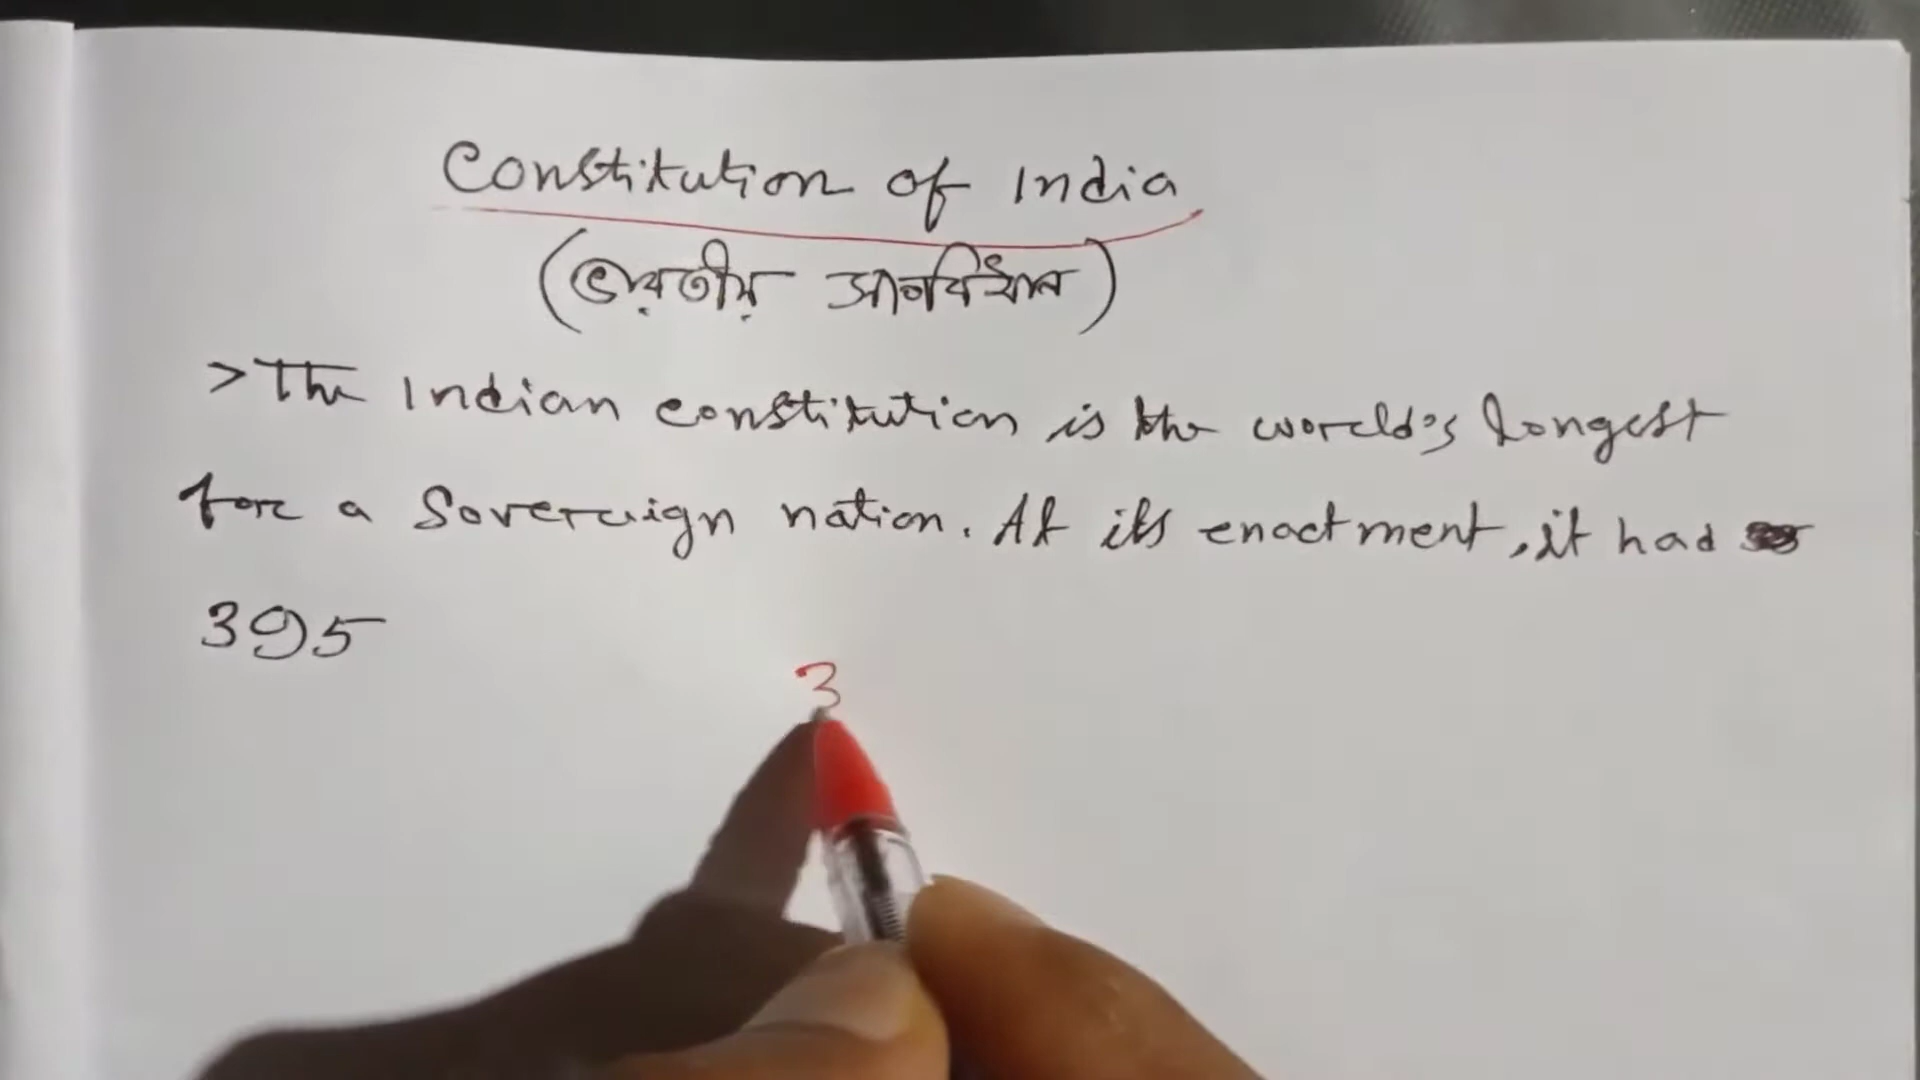 Constitution of India
(ভারতীয় সংবিধান)
> The Indian constitution is the world's longest
for a Sovereign nation. At its enactment, it had
395
3